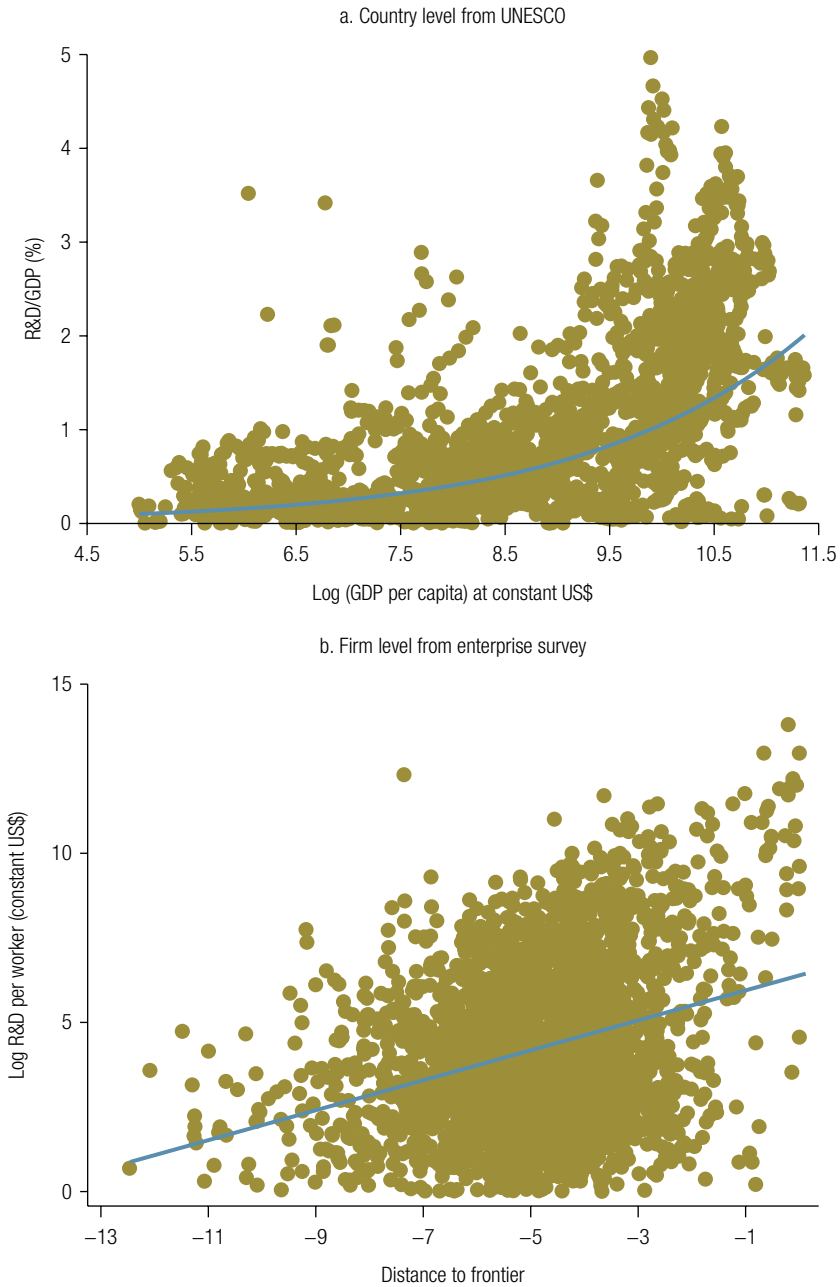 a. Country level from UNESCO
5
4
3
2
1
0
R&D/GDP (%)
4.5 5.5 6.5 7.5 8.5 9.5 10.5 11.5
Log (GDP per capita) at constant US$
b. Firm level from enterprise survey
15
10
5
0
Log R&D per worker (constant US$)
−13 −11 −9 −7 −5 −3 −1
Distance to frontier